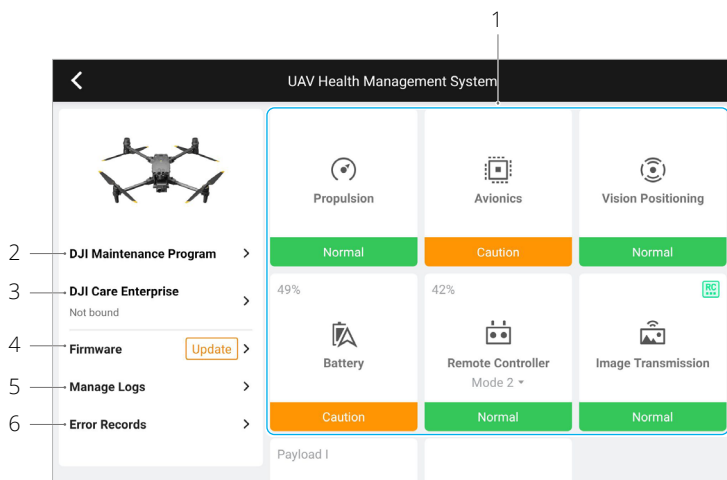 1
UAV Health Management System
Propulsion
Normal
Avionics
Caution
Vision Positioning
Normal
2
DJI Maintenance Program
3
DJI Care Enterprise
Not bound
4
Firmware
Update
5
Manage Logs
6
Error Records
49%
Battery
Caution
42%
Remote Controller
Mode 2
Normal
RC
Image Transmission
Normal
Payload I